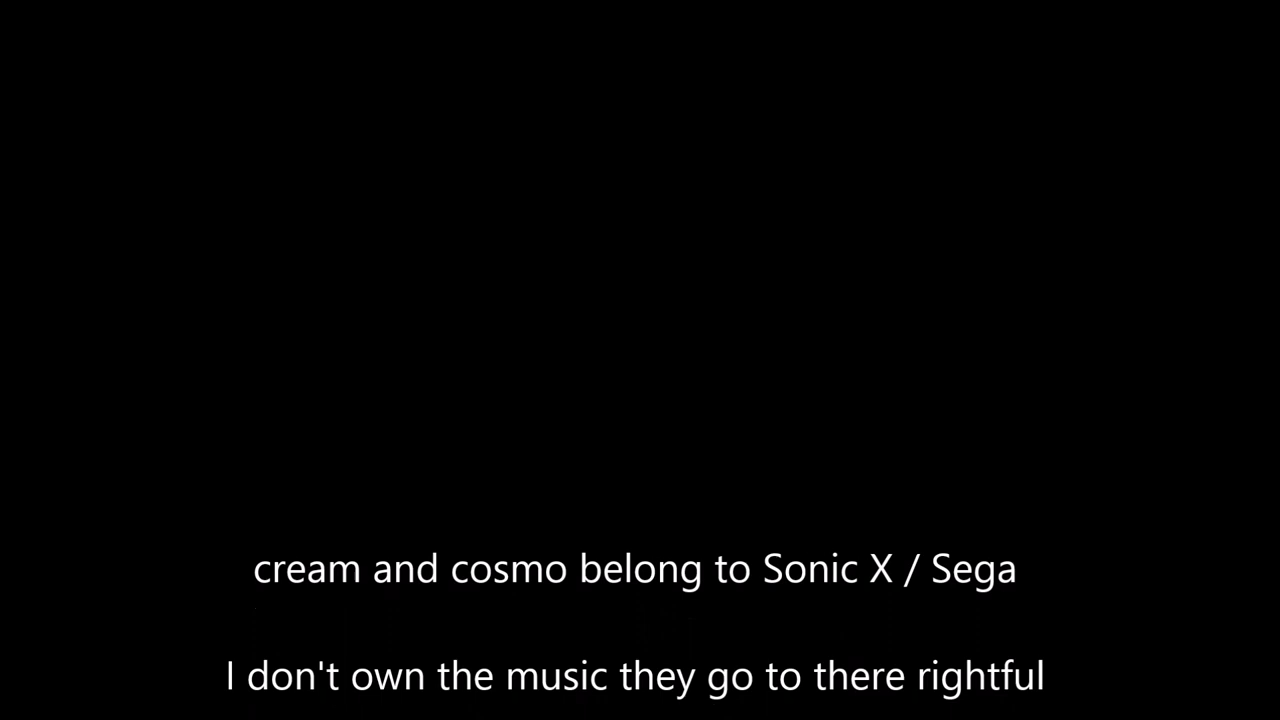 cream and cosmo belong to Sonic X / Sega
I don't own the music they go to there rightful